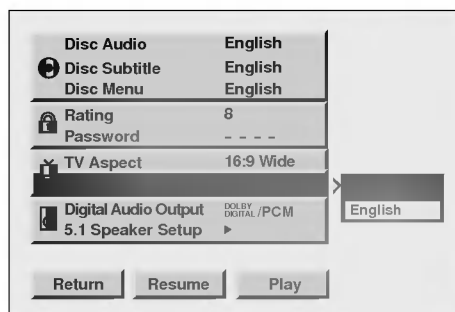 Disc Audio English
Disc Subtitle English
Disc Menu English
Rating 8
Password - - - -
TV Aspect 16:9 Wide
English
Digital Audio Output DOLBY DIGITAL /PCM
5.1 Speaker Setup ▶
Return Resume Play